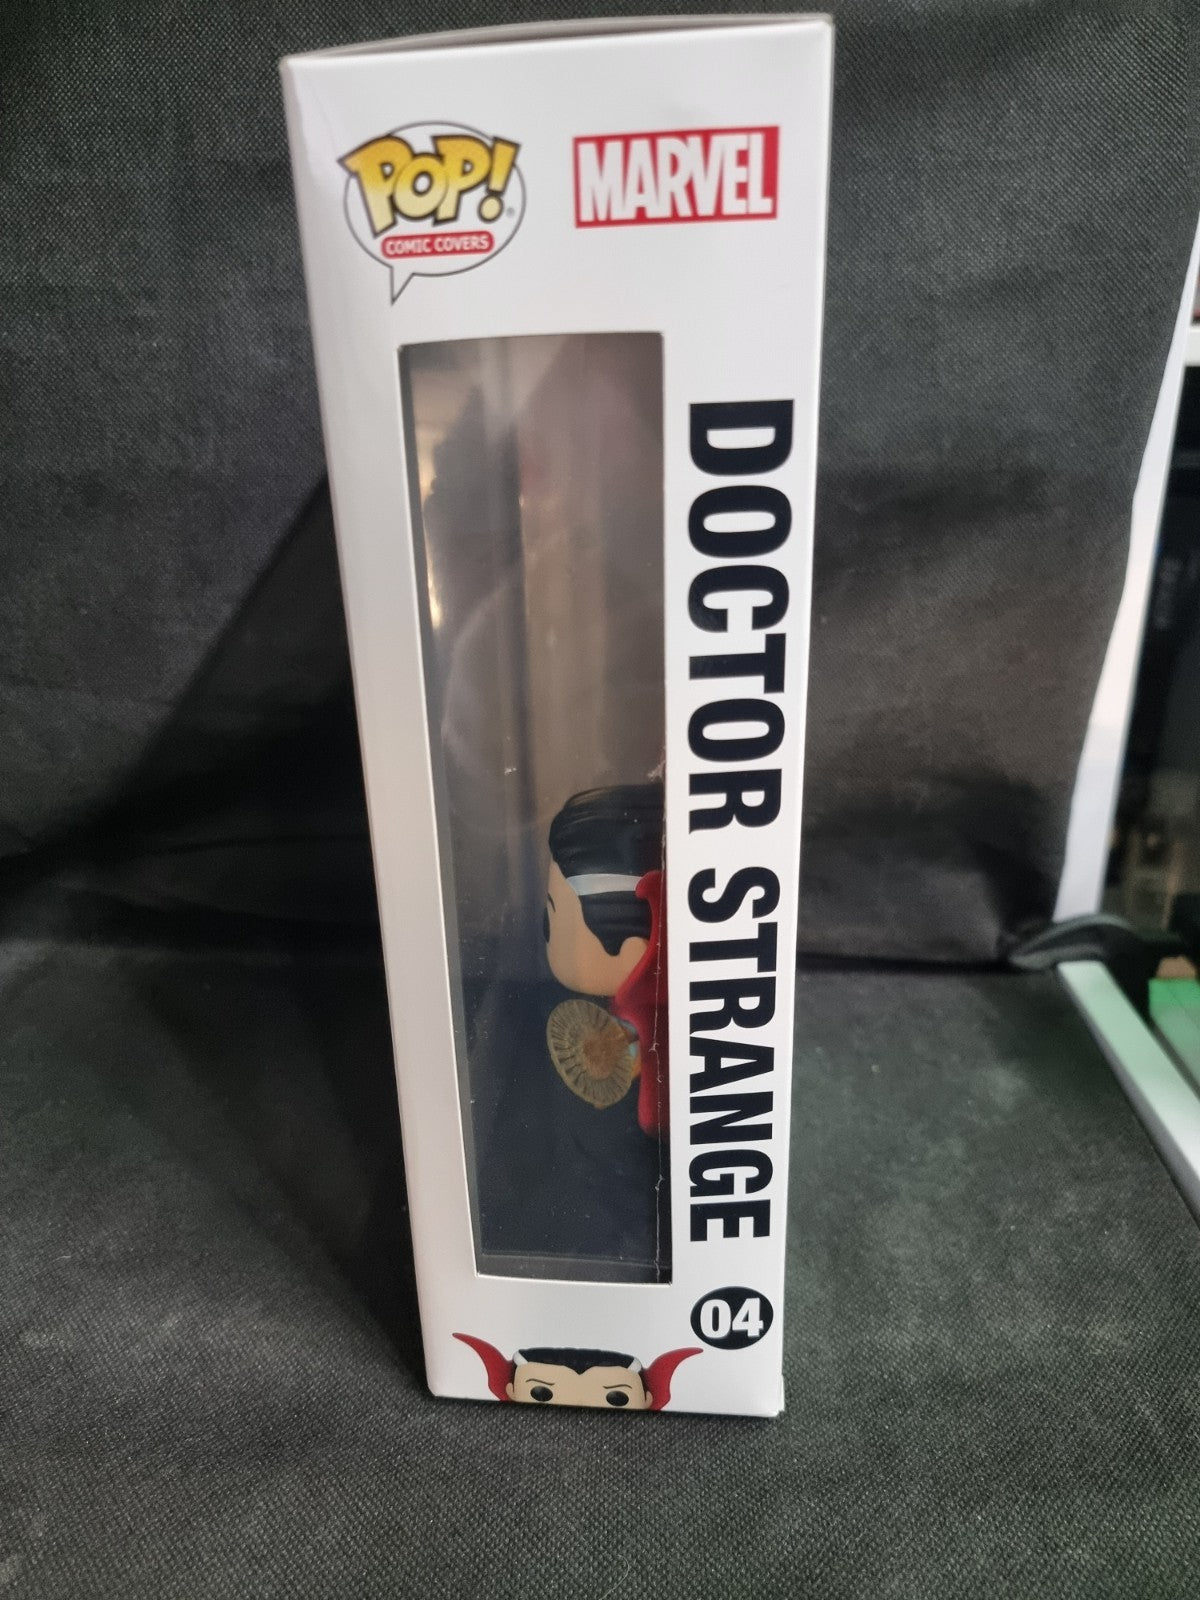 POP!
COMIC COVERS
MARVEL
DOCTOR STRANGE
04